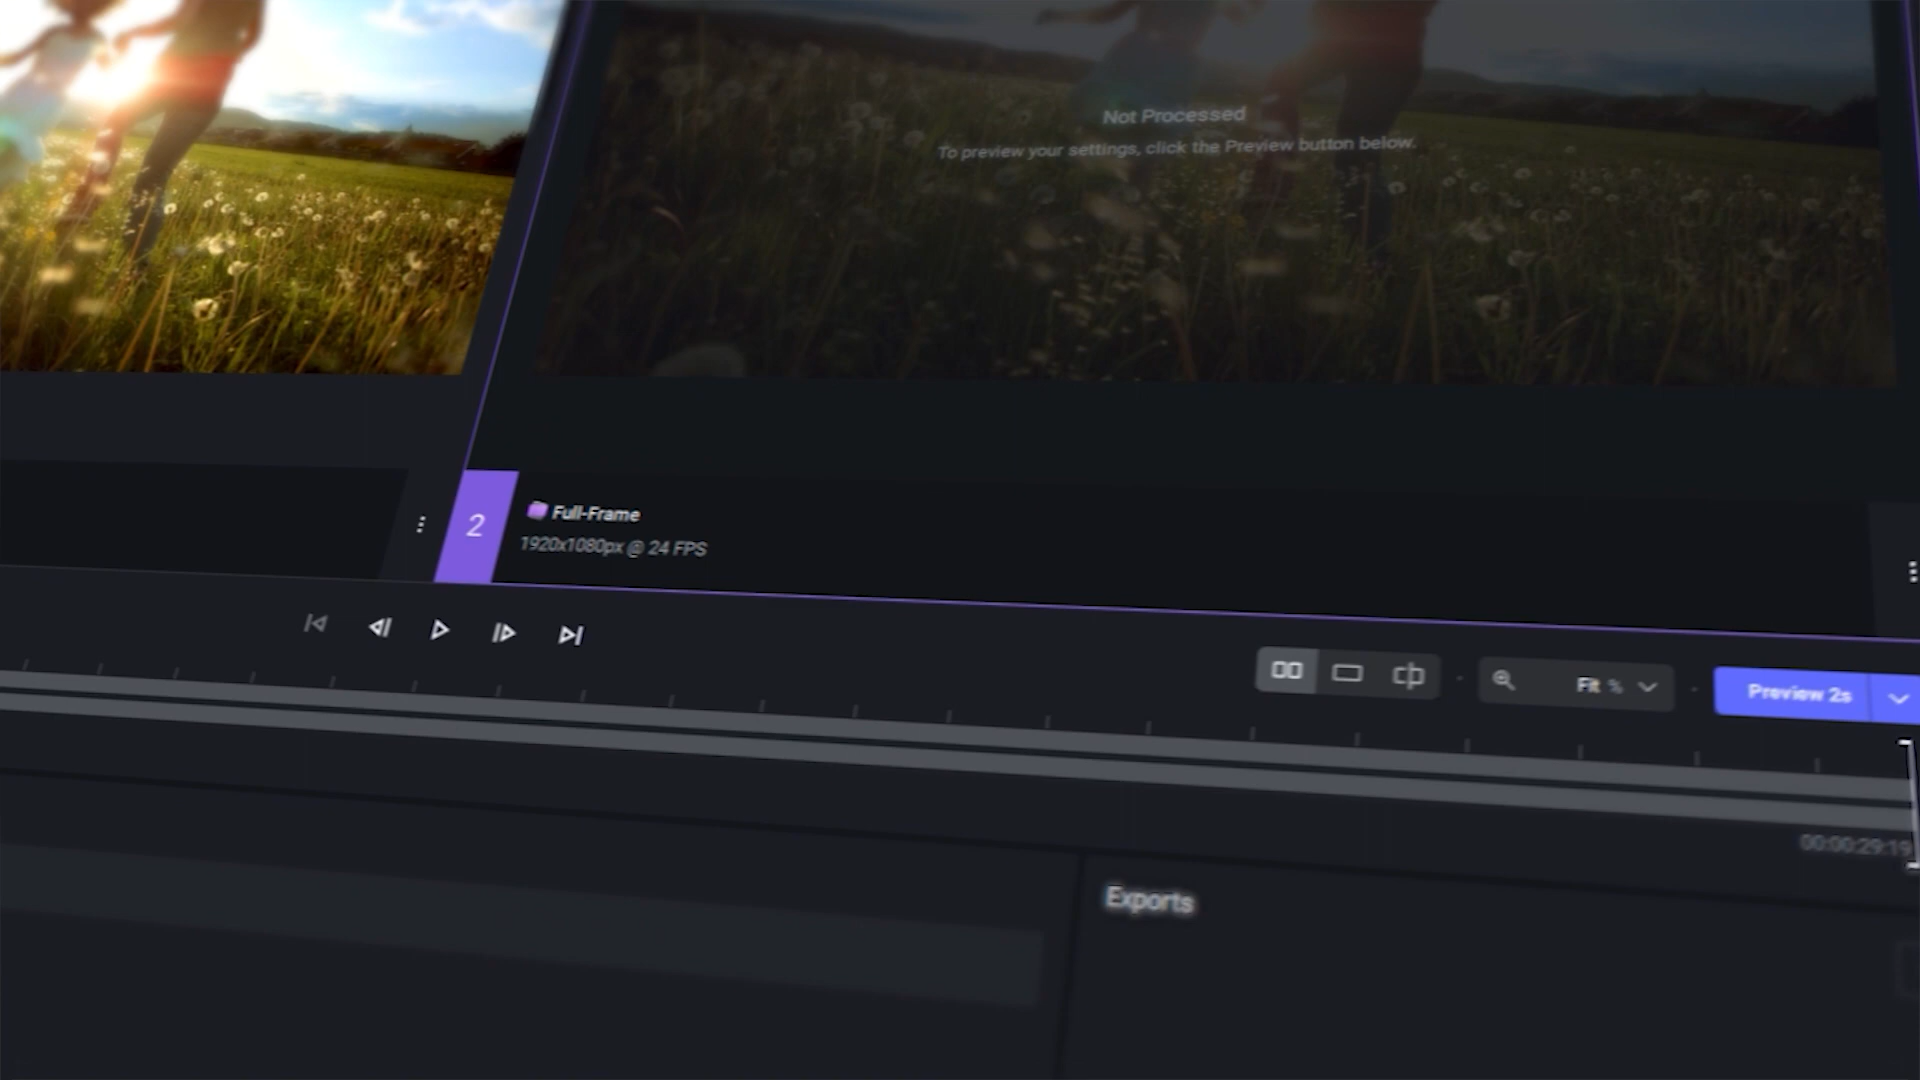 Not Processed
To preview your settings, click the Preview button below.
2
Full-Frame
1920x1080px @ 24 FPS
Fit %
Preview 2s
00:00:29:19
Exports